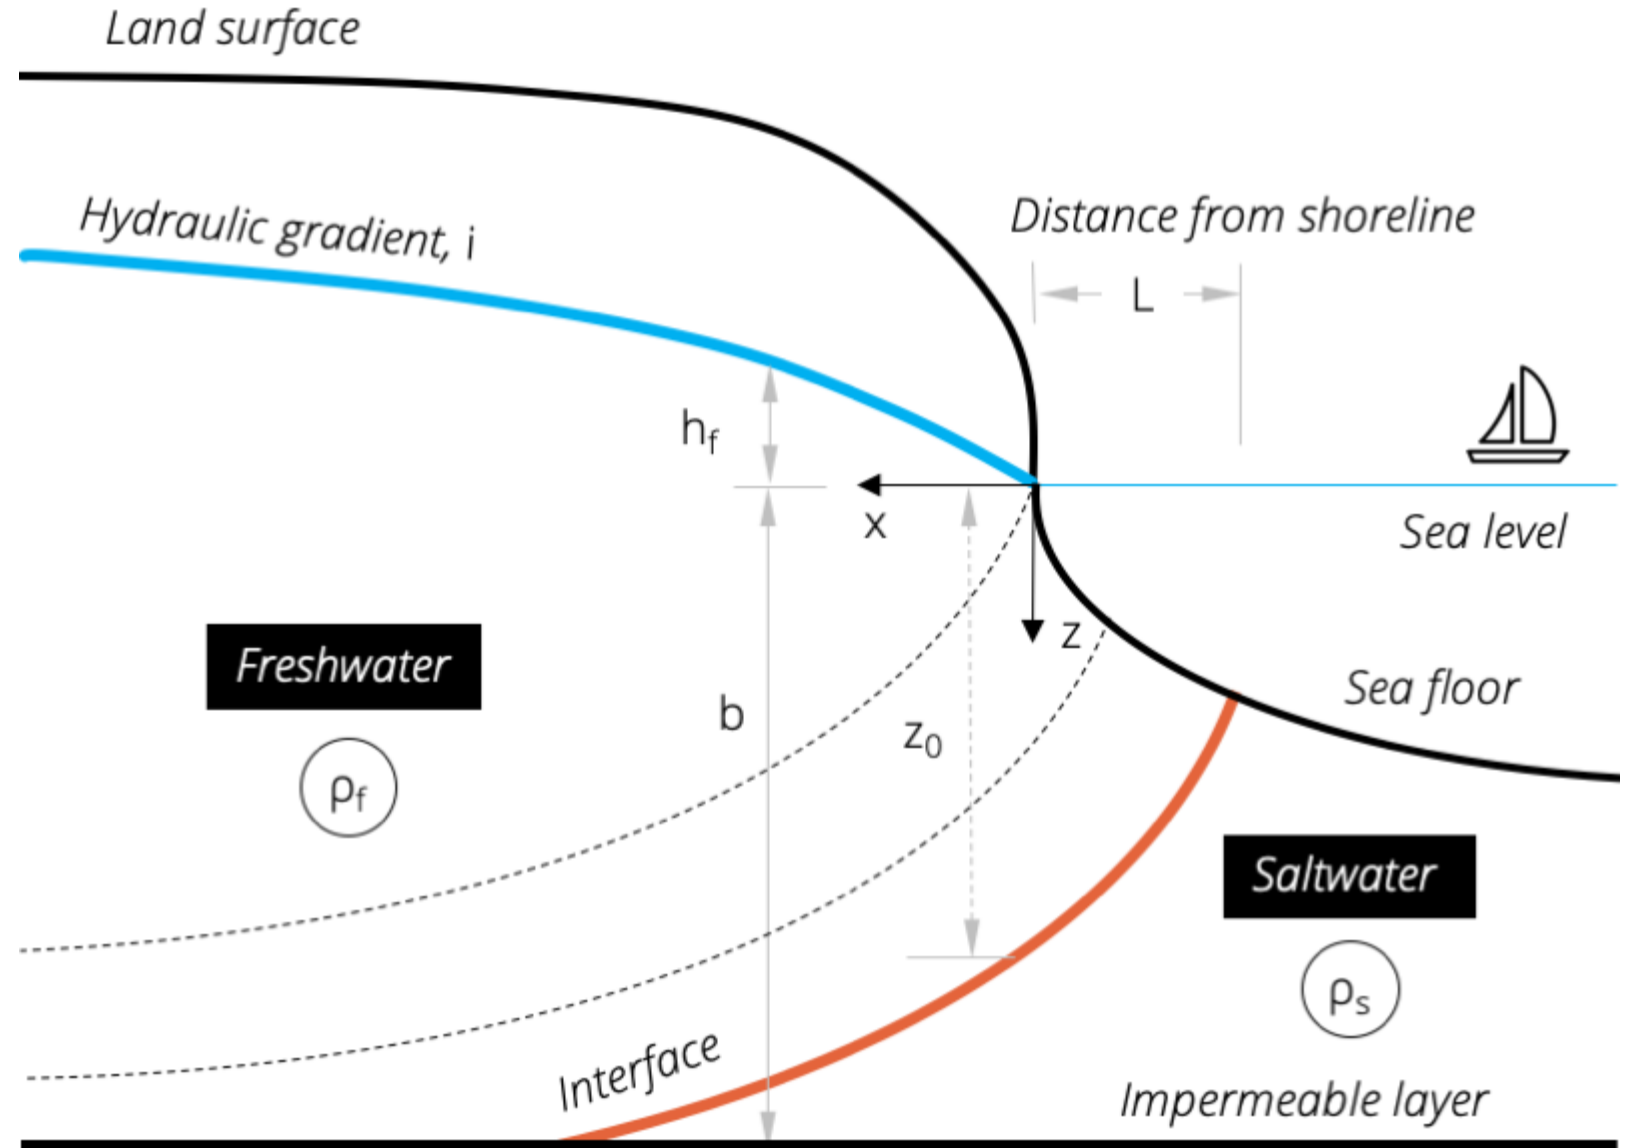 Land surface
Hydraulic gradient, i
Distance from shoreline
L
hf
x
Sea level
z
Freshwater
Sea floor
b
z0
ρf
Saltwater
ρs
Interface
Impermeable layer